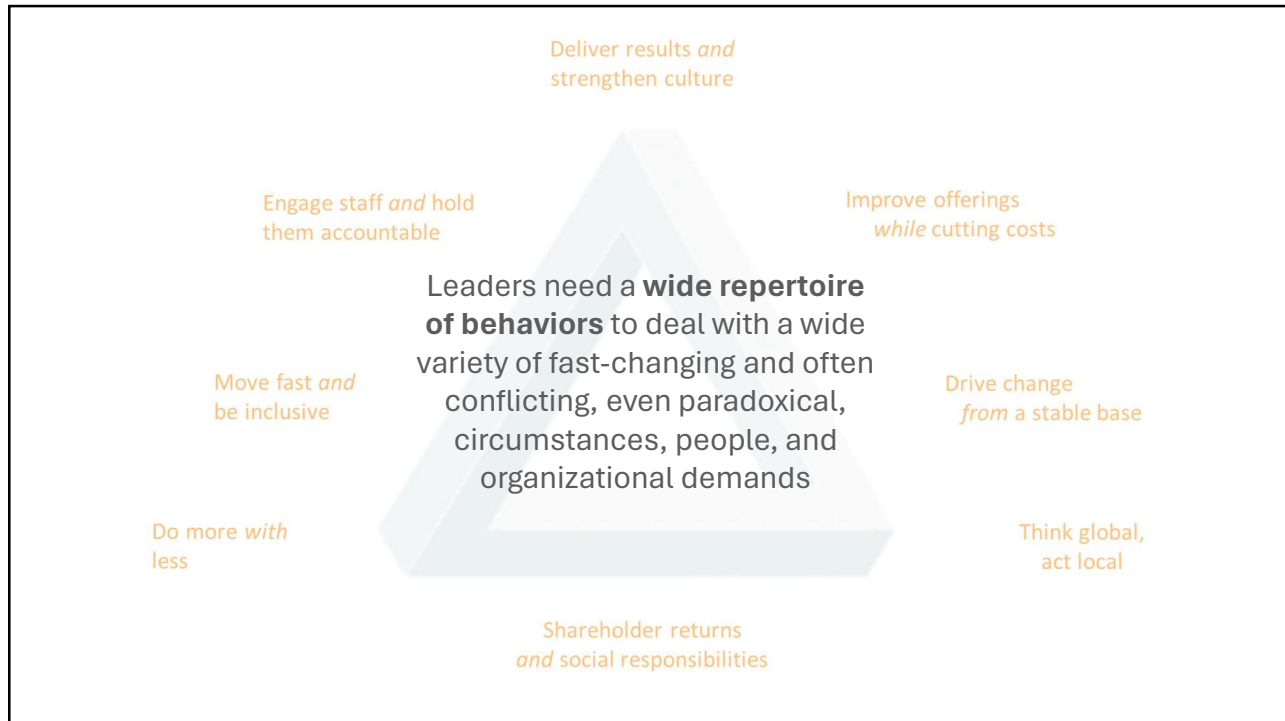 Deliver results and
strengthen culture
Engage staff and hold
them accountable
Improve offerings
while cutting costs
Leaders need a wide repertoire
of behaviors to deal with a wide
variety of fast-changing and often
conflicting, even paradoxical,
circumstances, people, and
organizational demands
Move fast and
be inclusive
Drive change
from a stable base
Do more with
less
Think global,
act local
Shareholder returns
and social responsibilities